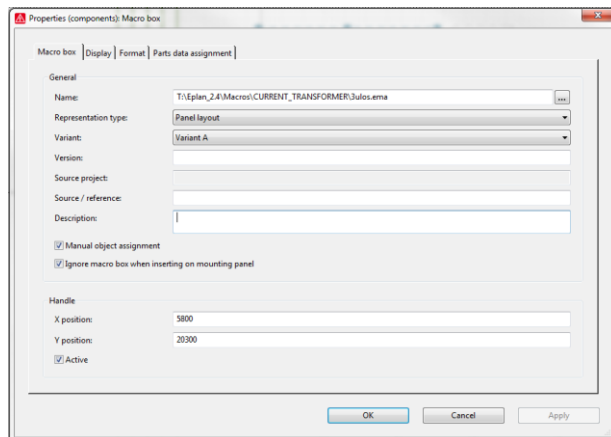 Properties (components): Macro box
Macro box Display Format Parts data assignment
General
Name: T:\Eplan_2.4\Macros\CURRENT_TRANSFORMER\3ulos.ema ...
Representation type: Panel layout
Variant: Variant A
Version:
Source project:
Source / reference:
Description:
Manual object assignment
Ignore macro box when inserting on mounting panel
Handle
X position: 5800
Y position: 20300
Active
OK Cancel Apply